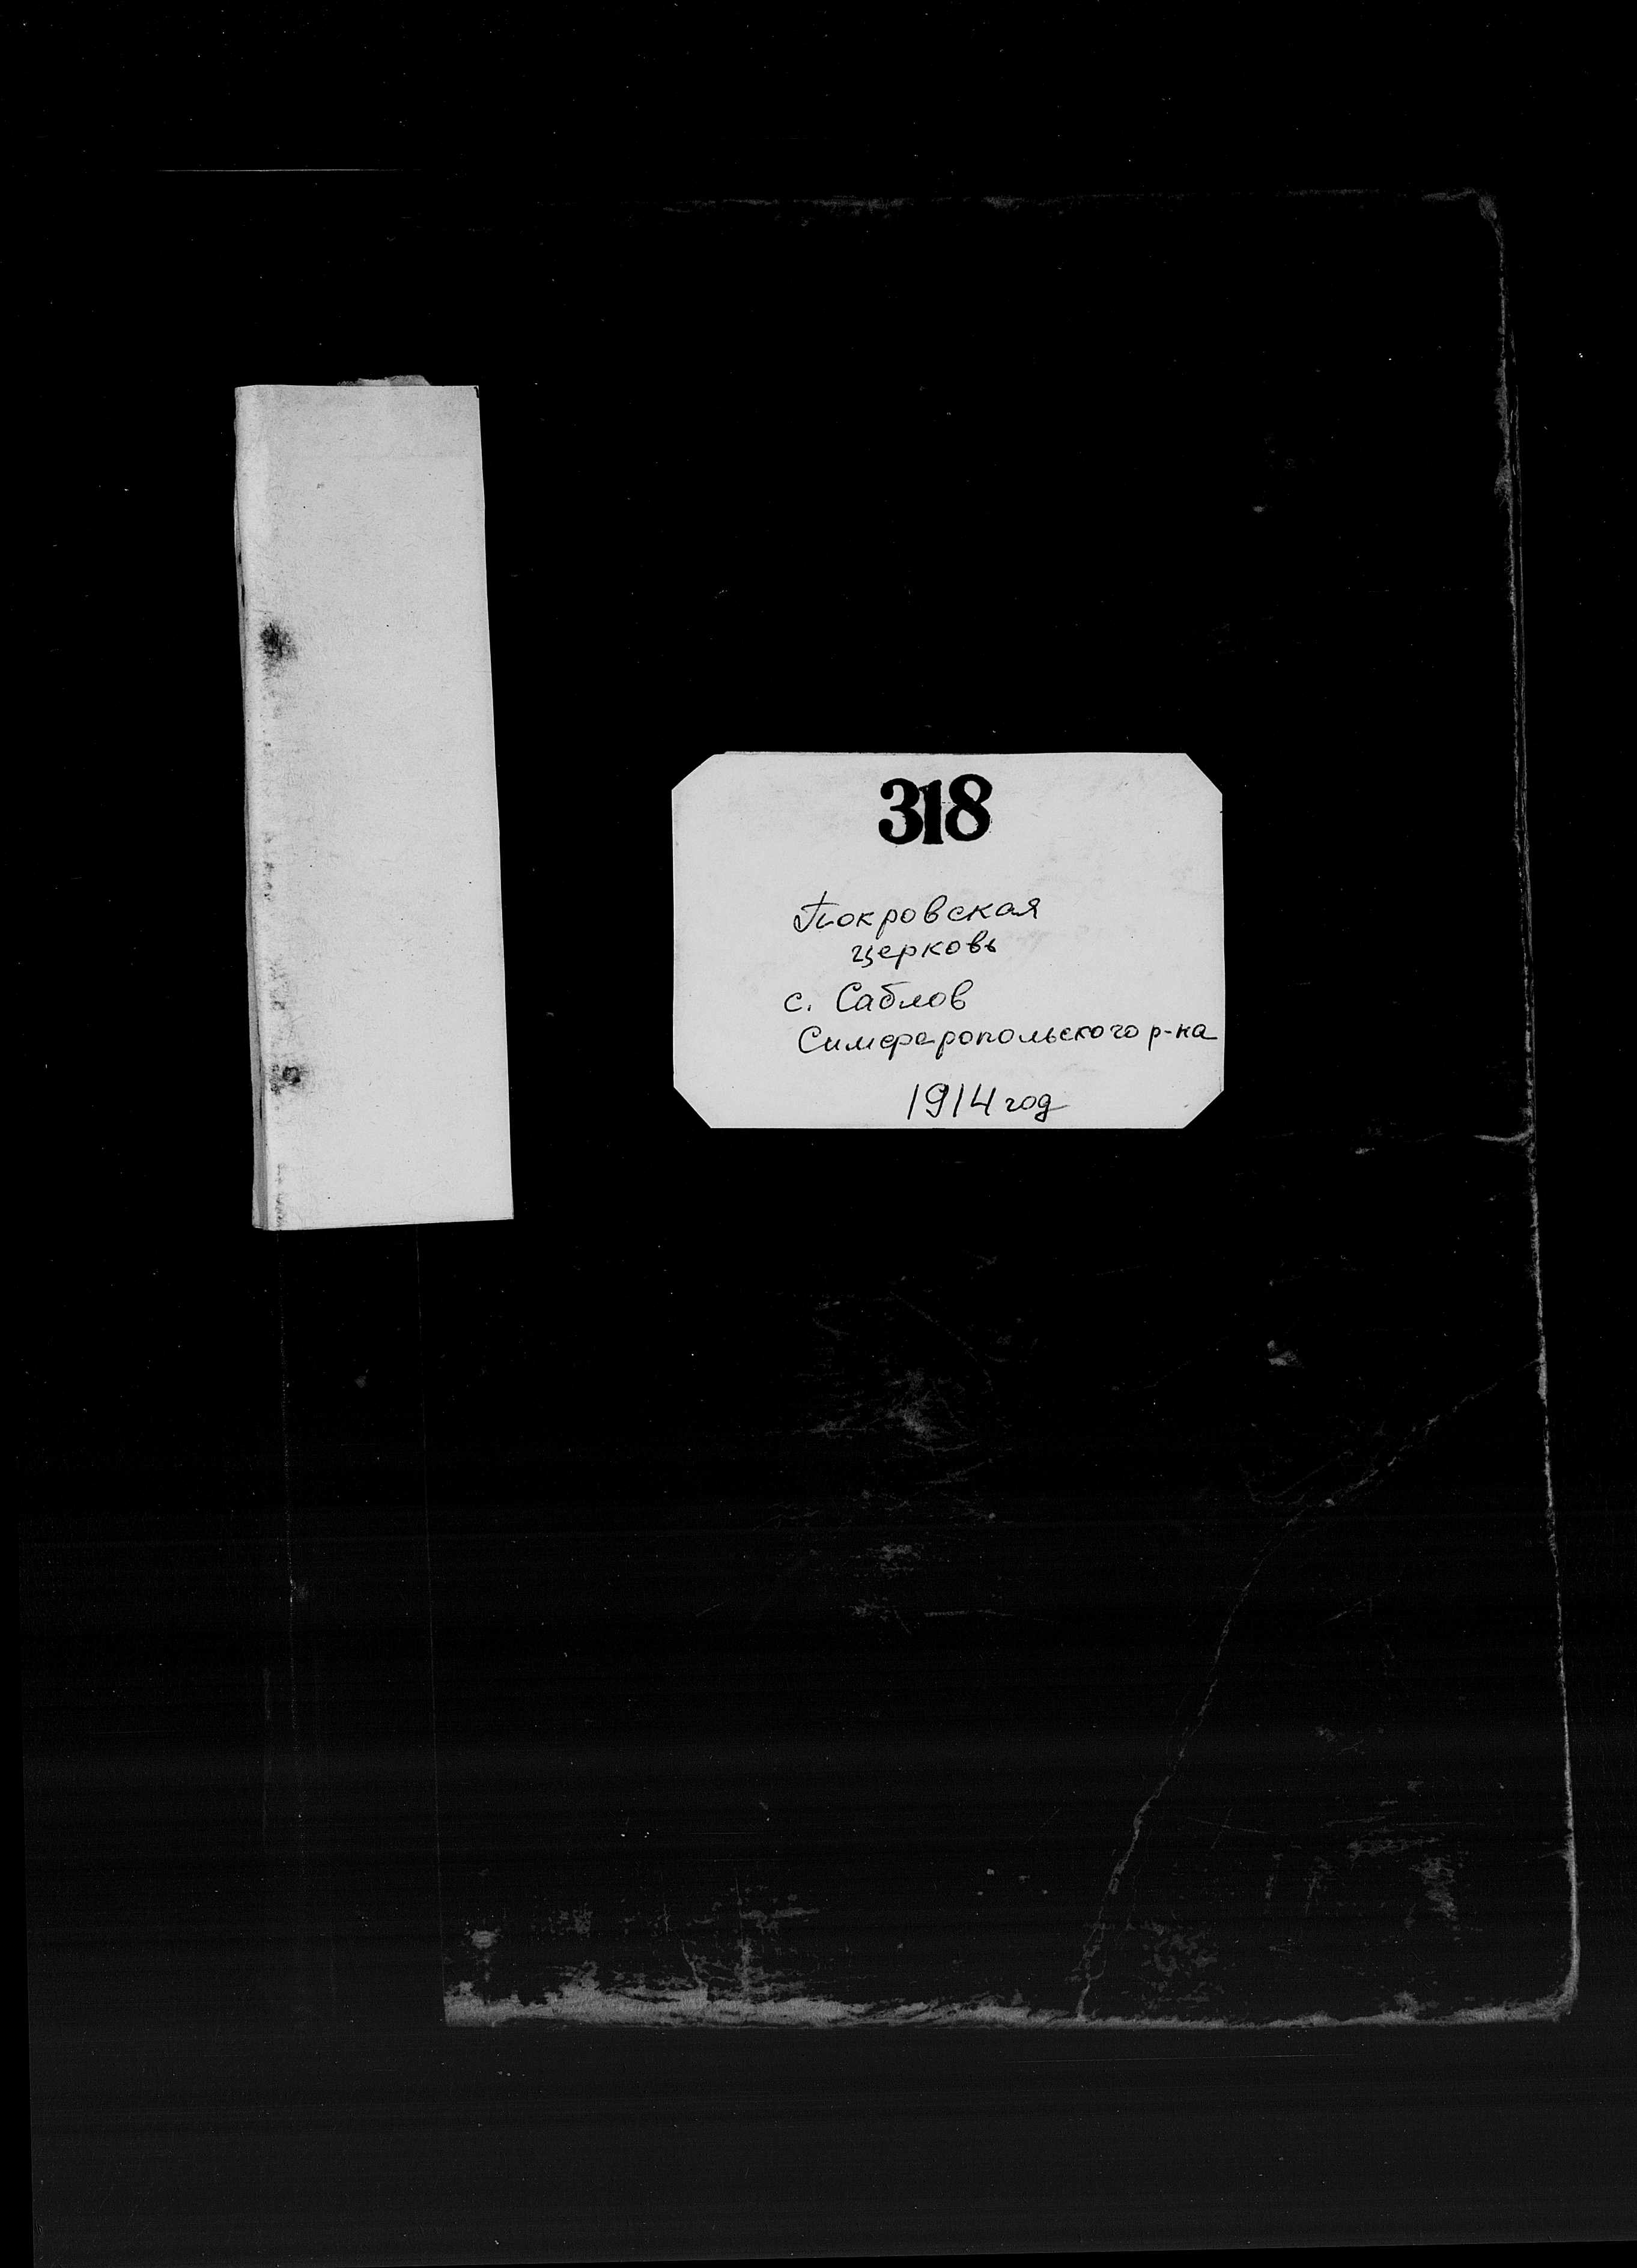 318
Покровская
церковь
с. Саблов
Симферопольского р-на
1914 год